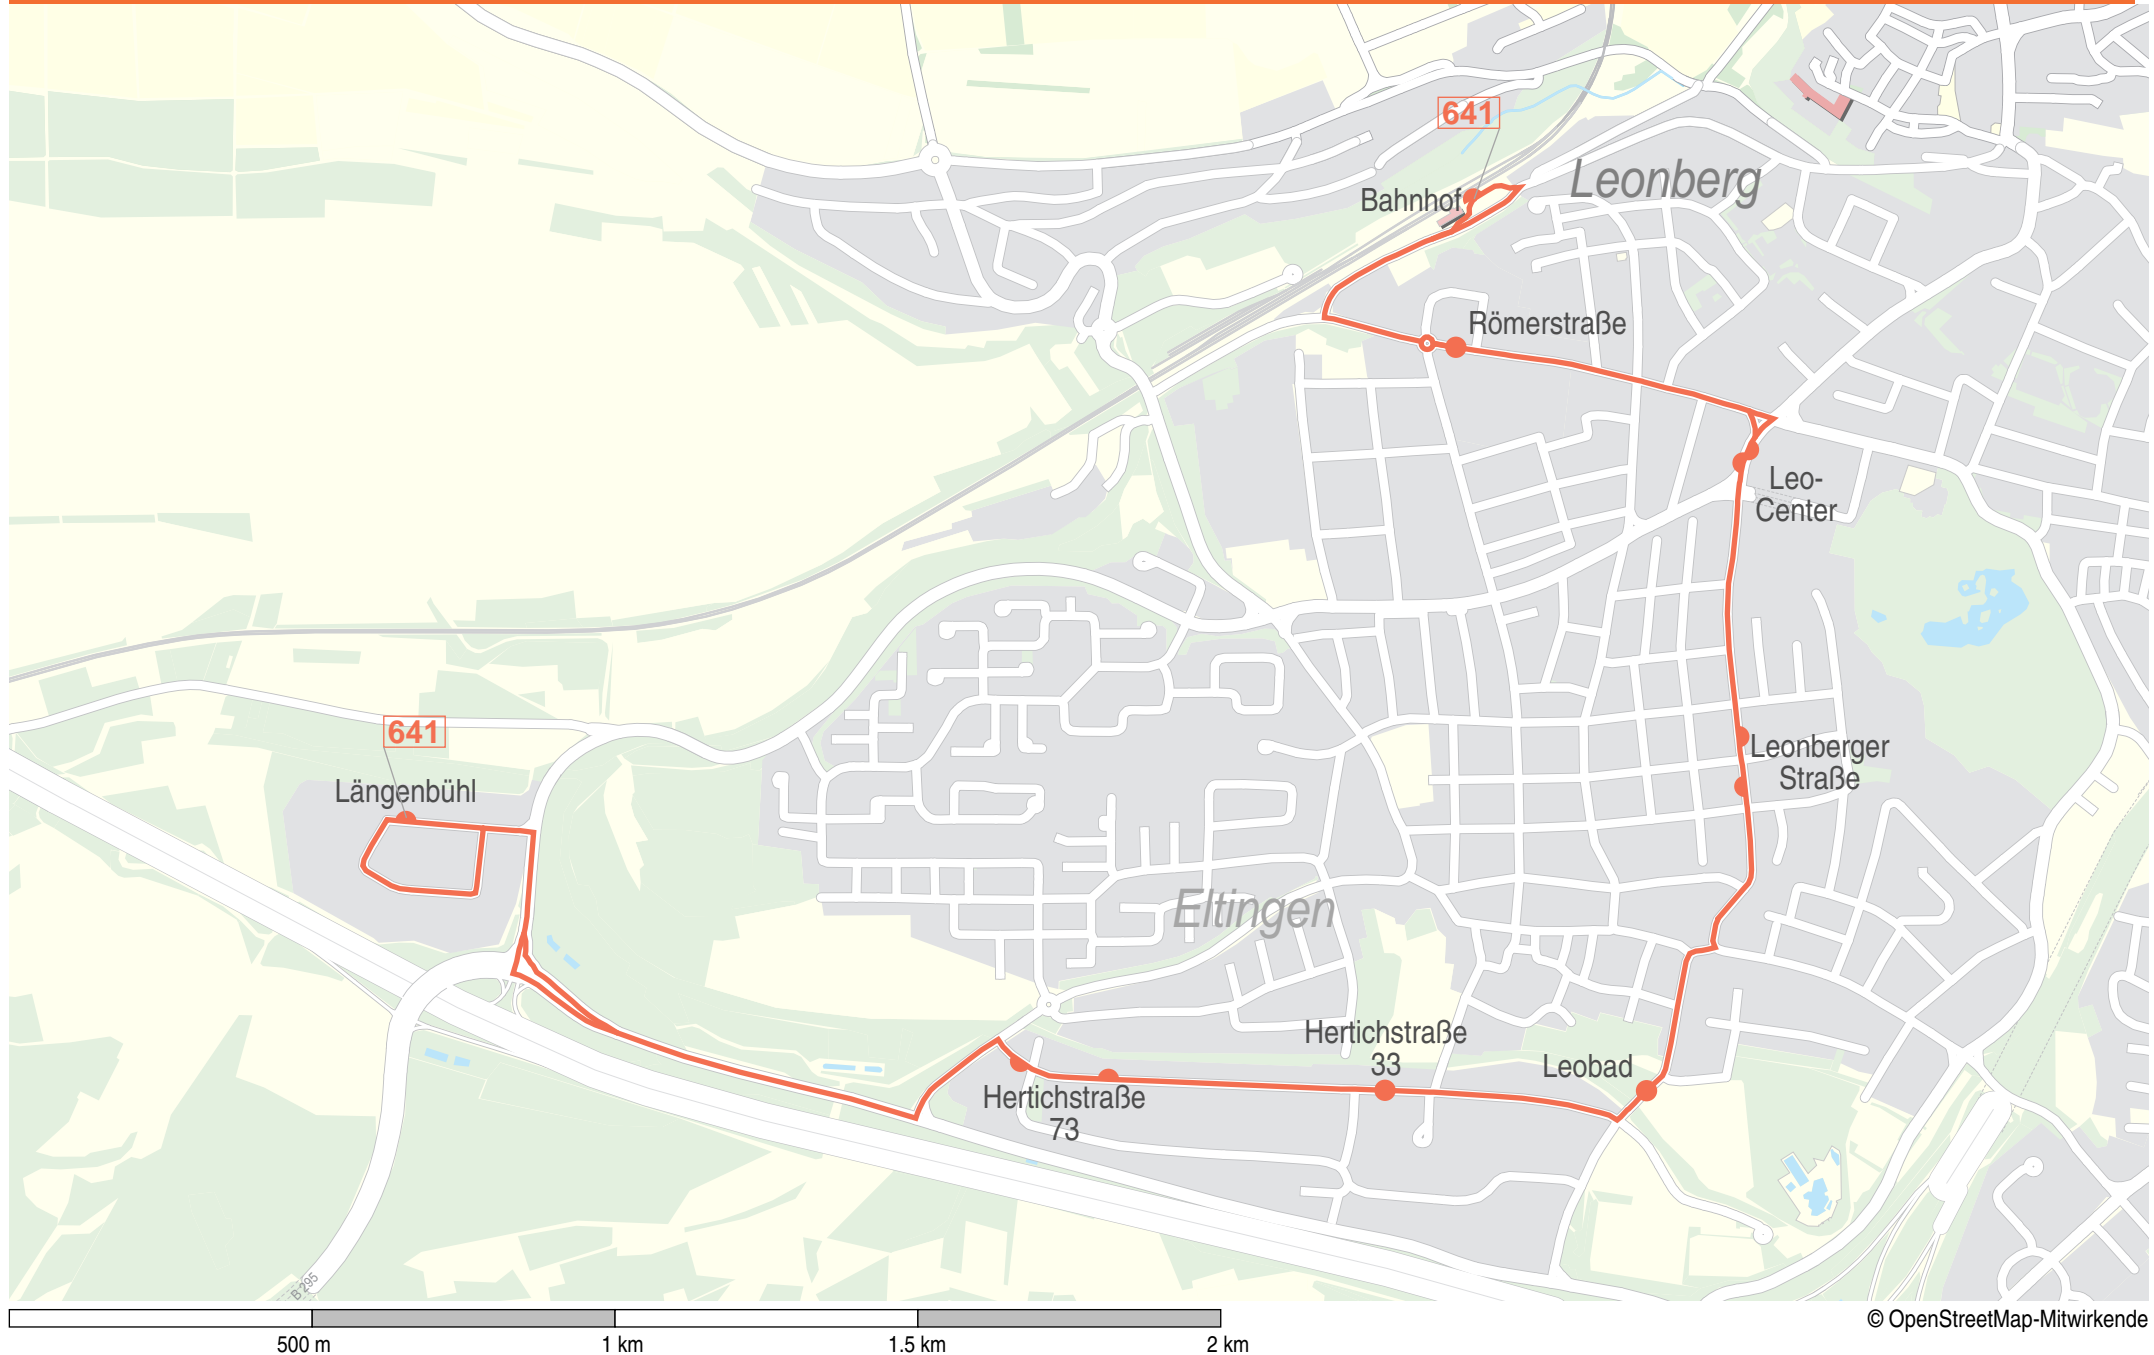 641
Leonberg
Bahnhof
Römerstraße
Leo-
Center
641
Leonberger
Straße
Längenbühl
Eltingen
Hertichstraße
33
Leobad
Hertichstraße
73
B 295
500 m
1 km
1.5 km
2 km
© OpenStreetMap-Mitwirkende